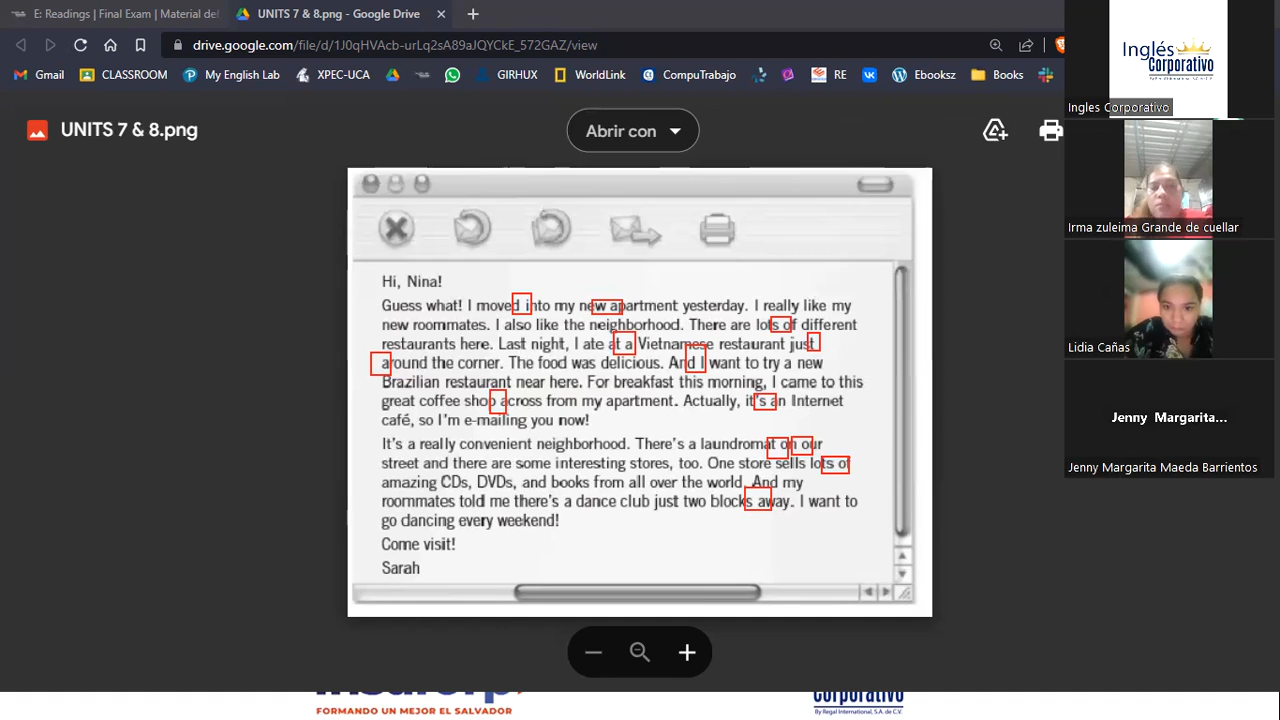 E: Readings | Final Exam | Material del
UNITS 7 & 8.png - Google Drive
drive.google.com/file/d/1J0qHVAcb-urLq2sA89aJQYCkE_572GAZ/view
Gmail CLASSROOM My English Lab XPEC-UCA GIRHUX WorldLink CompuTrabajo RE Ebooksz Books
UNITS 7 & 8.png
Abrir con
Hi, Nina!
Guess what! I moved into my new apartment yesterday. I really like my
new roommates. I also like the neighborhood. There are lots of different
restaurants here. Last night, I ate at a Vietnamese restaurant just
around the corner. The food was delicious. And I want to try a new
Brazilian restaurant near here. For breakfast this morning, I came to this
great coffee shop across from my apartment. Actually, it's an Internet
café, so I'm e-mailing you now!
It's a really convenient neighborhood. There's a laundromat on our
street and there are some interesting stores, too. One store sells lots of
amazing CDs, DVDs, and books from all over the world. And my
roommates told me there's a dance club just two blocks away. I want to
go dancing every weekend!
Come visit!
Sarah
Inglés
Corporativo
Ingles Corporativo
Irma zuleima Grande de cuellar
Lidia Cañas
Jenny Margarita...
Jenny Margarita Maeda Barrientos
FORMANDO UN MEJOR EL SALVADOR
Corporativo
By Regal International, S.A. de C.V.